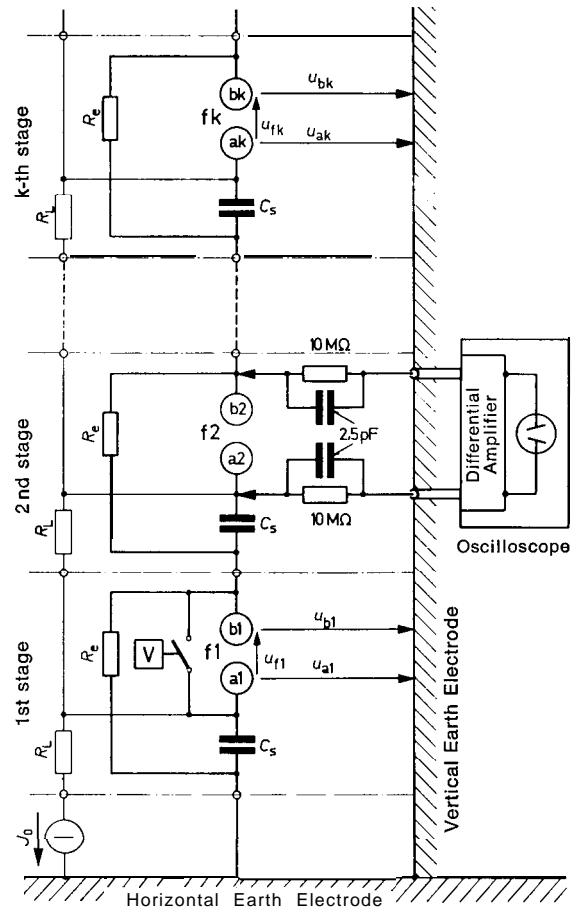 u_bk
bk
R_e
fk
u_fk
u_ak
ak
k-th stage
C_s
R_L
10 MΩ
b2
2,5pF
R_e
f2
a2
Differential
Amplifier
2nd stage
C_s
10MΩ
R_L
Oscilloscope
b1
u_b1
R_e
V
f1
u_f1
u_a1
a1
1st stage
C_s
R_L
Vertical Earth Electrode
J_0
Horizontal Earth Electrode